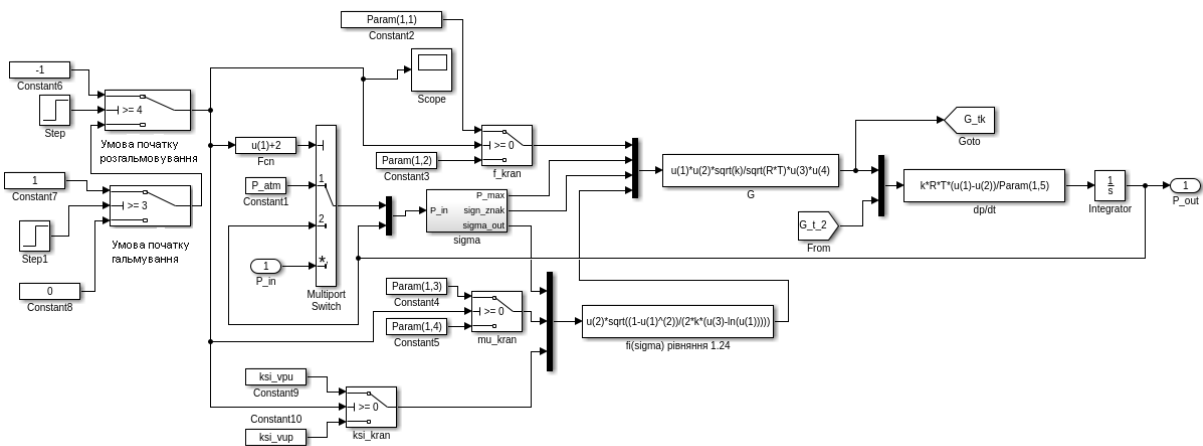 Param(1,1)
Constant2
-1
Constant6
Scope
Step
>= 4
Умова початку
розгальмовування
u(1)+2
Fcn
>= 0
f_kran
Param(1,2)
Constant3
G_tk
Goto
1
Constant7
P_atm
Constant1
1
2
*,
Multiport
Switch
P_in
P_max
sign_znak
sigma_out
sigma
u(1)*u(2)*sqrt(k)/sqrt(R*T)*u(3)*u(4)
G
k*R*T*(u(1)-u(2))/Param(1,5)
dp/dt
1
s
Integrator
1
P_out
>= 3
Step1
Умова початку
гальмування
G_t_2
From
1
P_in
0
Constant8
Param(1,3)
Constant4
>= 0
mu_kran
Param(1,4)
Constant5
u(2)*sqrt((1-u(1)^(2))/(2*k*(u(3)-ln(u(1)))))
fi(sigma) рівняння 1.24
ksi_vpu
Constant9
>= 0
ksi_kran
Constant10
ksi_vup